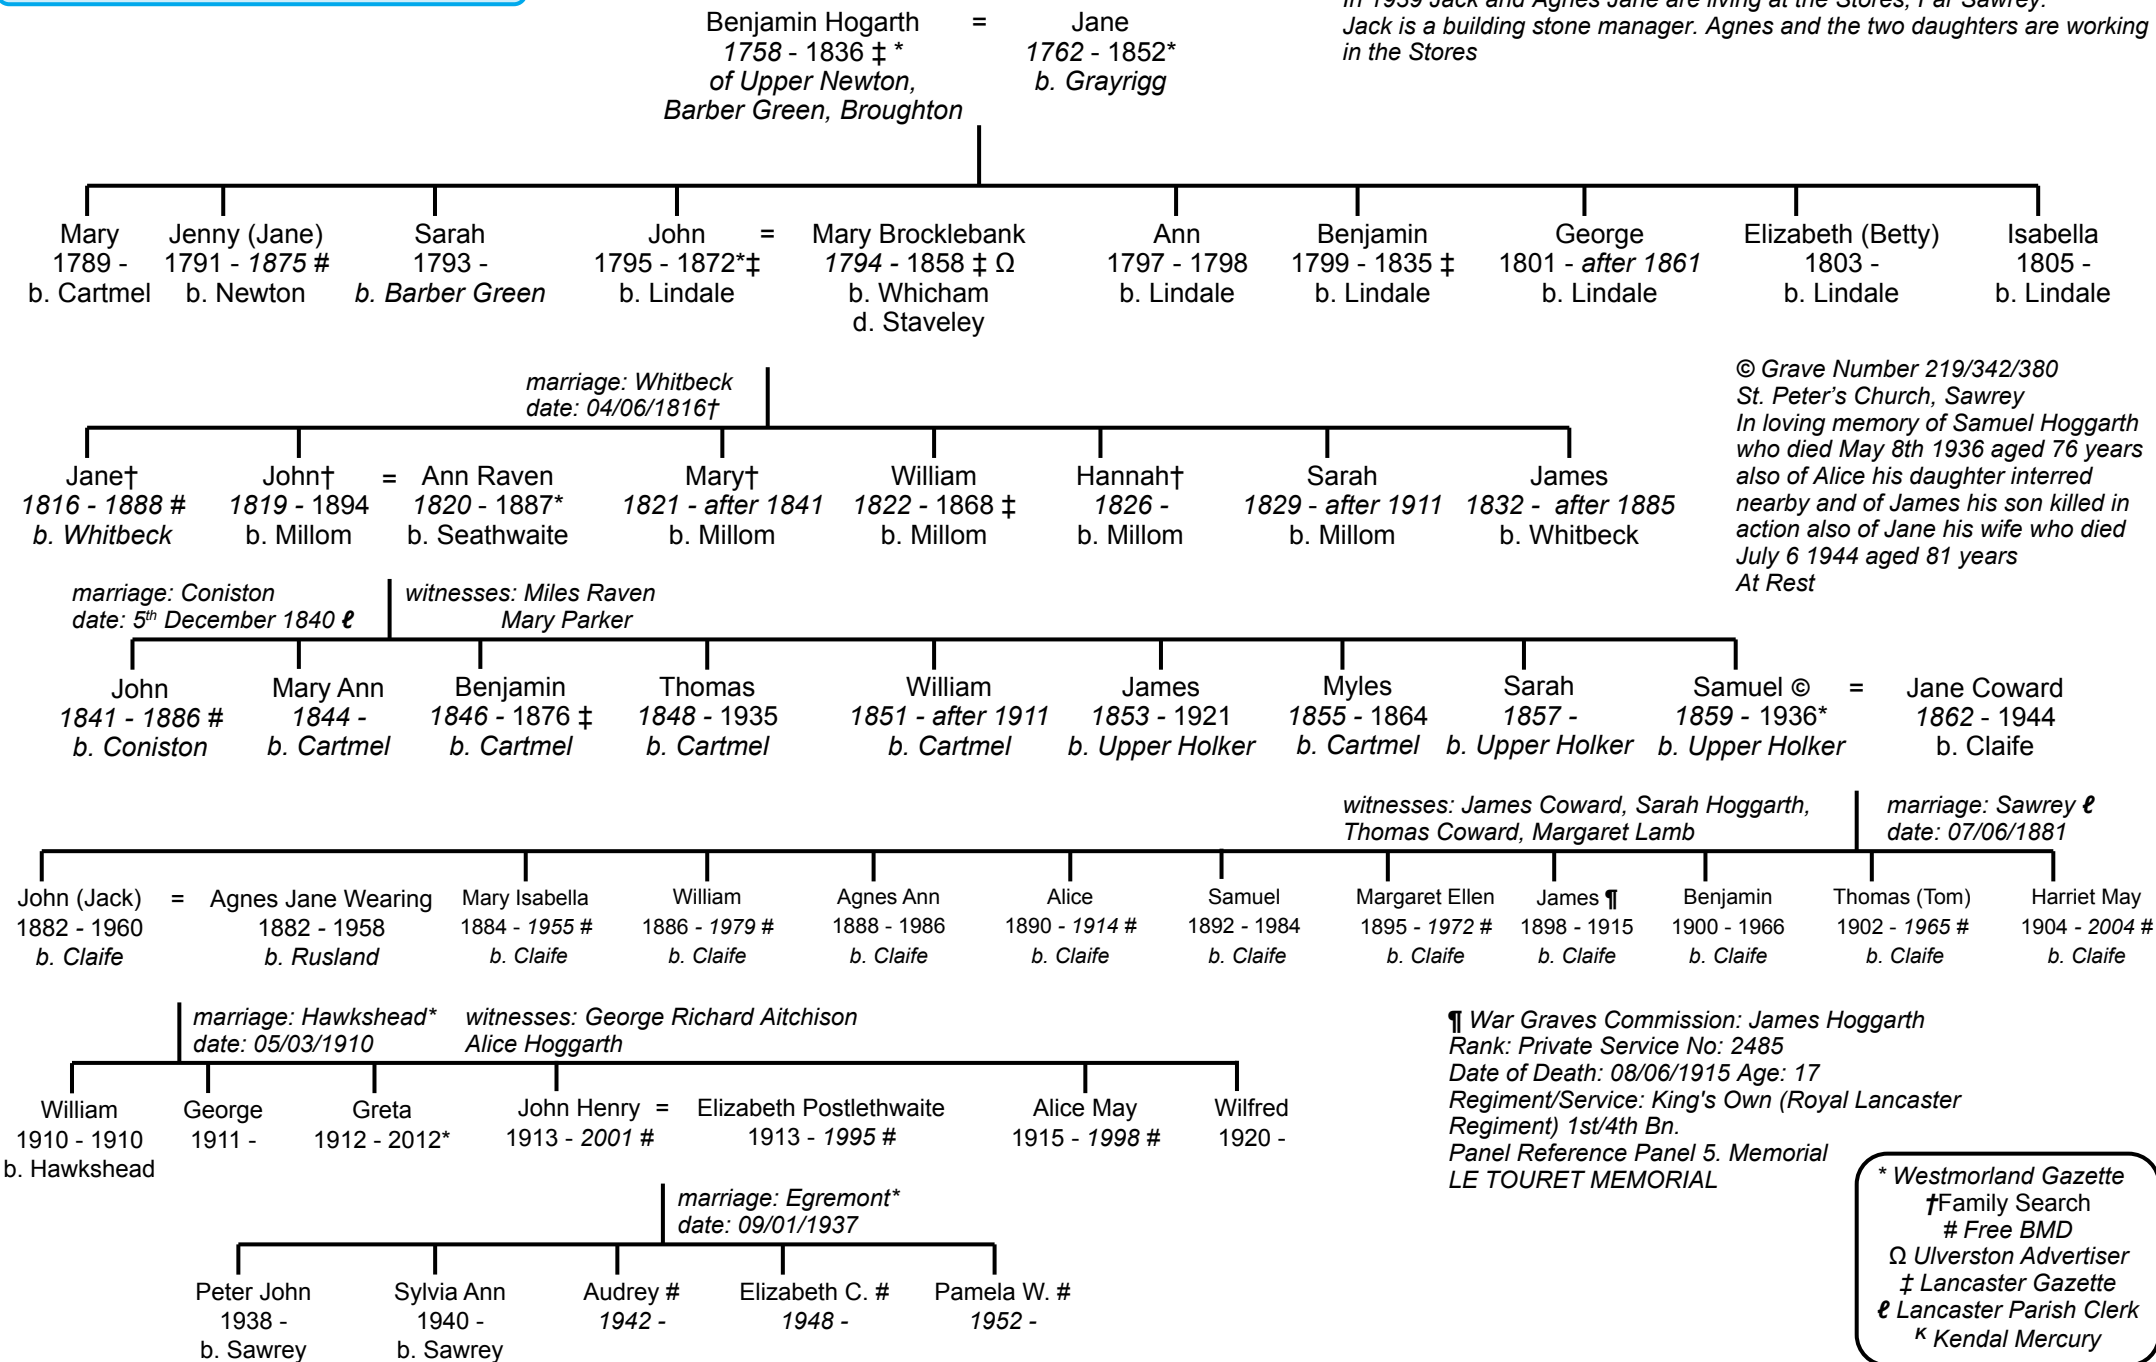 In 1939 Jack and Agnes Jane are living at the Stores, Far Sawrey.
Jack is a building stone manager. Agnes and the two daughters are working
in the Stores
Benjamin Hogarth = Jane
1758 - 1836 ‡ * 1762 - 1852*
of Upper Newton, b. Grayrigg
Barber Green, Broughton
Mary Jenny (Jane) Sarah John = Mary Brocklebank Ann Benjamin George Elizabeth (Betty) Isabella
1789 - 1791 - 1875 # 1793 - 1795 - 1872*‡ 1794 - 1858 ‡ Ω 1797 - 1798 1799 - 1835 ‡ 1801 - after 1861 1803 - 1805 -
b. Cartmel b. Newton b. Barber Green b. Lindale b. Whicham b. Lindale b. Lindale b. Lindale b. Lindale b. Lindale
d. Staveley
marriage: Whitbeck
date: 04/06/1816†
© Grave Number 219/342/380
St. Peter's Church, Sawrey
In loving memory of Samuel Hoggarth
who died May 8th 1936 aged 76 years
also of Alice his daughter interred
nearby and of James his son killed in
action also of Jane his wife who died
July 6 1944 aged 81 years
At Rest
Jane† John† = Ann Raven Mary† William Hannah† Sarah James
1816 - 1888 # 1819 - 1894 1820 - 1887* 1821 - after 1841 1822 - 1868 ‡ 1826 - 1829 - after 1911 1832 - after 1885
b. Whitbeck b. Millom b. Seathwaite b. Millom b. Millom b. Millom b. Millom b. Whitbeck
marriage: Coniston witnesses: Miles Raven
date: 5th December 1840 ℓ Mary Parker
John Mary Ann Benjamin Thomas William James Myles Sarah Samuel © = Jane Coward
1841 - 1886 # 1844 - 1846 - 1876 ‡ 1848 - 1935 1851 - after 1911 1853 - 1921 1855 - 1864 1857 - 1859 - 1936* 1862 - 1944
b. Coniston b. Cartmel b. Cartmel b. Cartmel b. Cartmel b. Upper Holker b. Cartmel b. Upper Holker b. Upper Holker b. Claife
witnesses: James Coward, Sarah Hoggarth, marriage: Sawrey ℓ
Thomas Coward, Margaret Lamb date: 07/06/1881
John (Jack) = Agnes Jane Wearing Mary Isabella William Agnes Ann Alice Samuel Margaret Ellen James ¶ Benjamin Thomas (Tom) Harriet May
1882 - 1960 1882 - 1958 1884 - 1955 # 1886 - 1979 # 1888 - 1986 1890 - 1914 # 1892 - 1984 1895 - 1972 # 1898 - 1915 1900 - 1966 1902 - 1965 # 1904 - 2004 #
b. Claife b. Rusland b. Claife b. Claife b. Claife b. Claife b. Claife b. Claife b. Claife b. Claife b. Claife b. Claife
marriage: Hawkshead* witnesses: George Richard Aitchison
date: 05/03/1910 Alice Hoggarth
¶ War Graves Commission: James Hoggarth
Rank: Private Service No: 2485
Date of Death: 08/06/1915 Age: 17
Regiment/Service: King's Own (Royal Lancaster
Regiment) 1st/4th Bn.
Panel Reference Panel 5. Memorial
LE TOURET MEMORIAL
William George Greta John Henry = Elizabeth Postlethwaite Alice May Wilfred
1910 - 1910 1911 - 1912 - 2012* 1913 - 2001 # 1913 - 1995 # 1915 - 1998 # 1920 -
b. Hawkshead
marriage: Egremont*
date: 09/01/1937
Peter John Sylvia Ann Audrey # Elizabeth C. # Pamela W. #
1938 - 1940 - 1942 - 1948 - 1952 -
b. Sawrey b. Sawrey
* Westmorland Gazette
†Family Search
# Free BMD
Ω Ulverston Advertiser
‡ Lancaster Gazette
ℓ Lancaster Parish Clerk
K Kendal Mercury